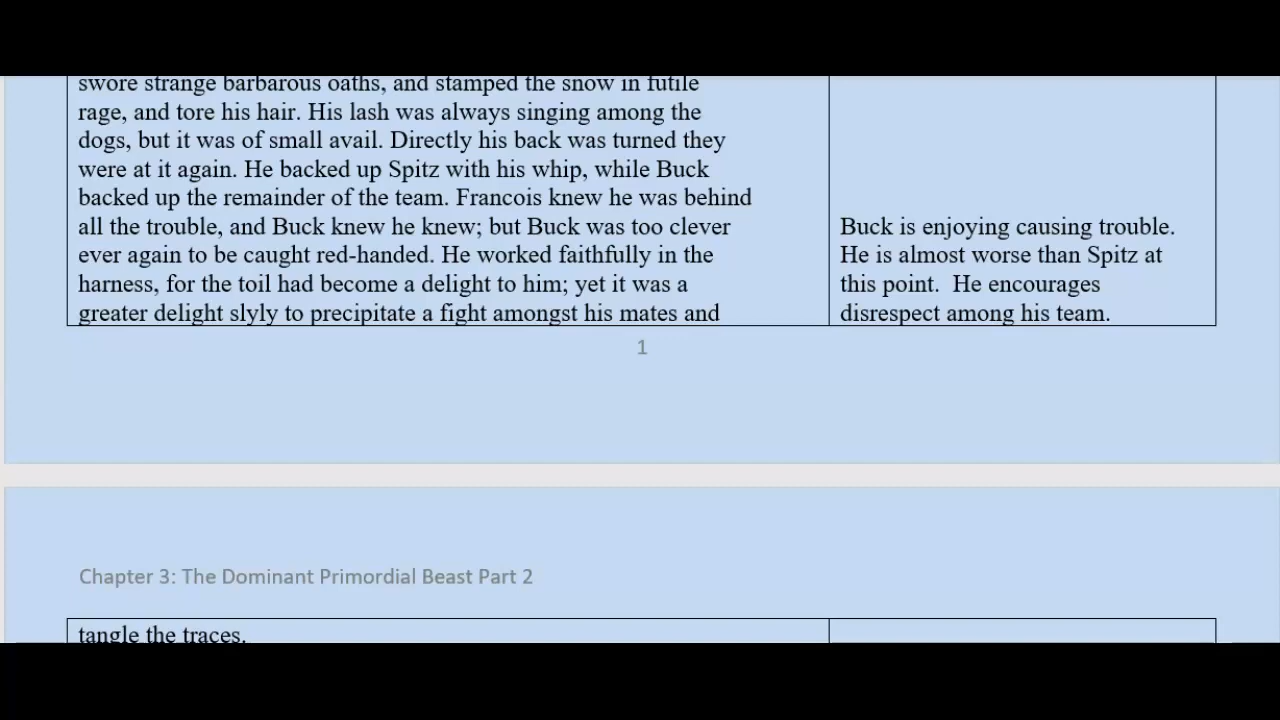 swore strange barbarous oaths, and stamped the snow in futile
rage, and tore his hair. His lash was always singing among the
dogs, but it was of small avail. Directly his back was turned they
were at it again. He backed up Spitz with his whip, while Buck
backed up the remainder of the team. Francois knew he was behind
all the trouble, and Buck knew he knew; but Buck was too clever
ever again to be caught red-handed. He worked faithfully in the
harness, for the toil had become a delight to him; yet it was a
greater delight slyly to precipitate a fight amongst his mates and
Buck is enjoying causing trouble.
He is almost worse than Spitz at
this point.  He encourages
disrespect among his team.
1
Chapter 3: The Dominant Primordial Beast Part 2
tangle the traces.